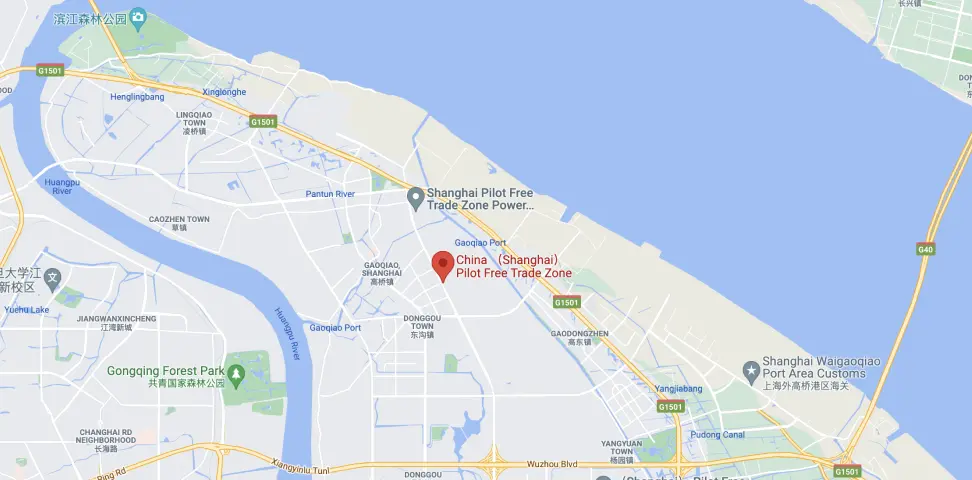 长兴镇
滨江森林公园
G1501
Henglingbang
Xinglonghe
LINGQIAO
TOWN
凌桥镇
G1501
Huangpu
River
Pantun River
Shanghai Pilot Free
Trade Zone Power...
CAOZHEN TOWN
草镇
Gaoqiao Port
G40
China (Shanghai)
Pilot Free Trade Zone
GAOQIAO,
SHANGHAI
高桥镇
旦大学江
新校区
Yuehu Lake
G1501
JIANGWANXINCHENG
江湾新城
Huangpu River
Gaoqiao Port
DONGGOU
TOWN
东沟镇
GAODONGZHEN
高东镇
Gongqing Forest Park
共青国家森林公园
Shanghai Waigaoqiao
Port Area Customs
上海外高桥港区海关
Yangjiabang
G1501
CHANGHAI RD
NEIGHBORHOOD
长海路
Pudong Canal
YANGYUAN
TOWN
杨园镇
Ring Rd
Xiangyinlu Tunl
Wuzhou Blvd
G1501
DONGGOU